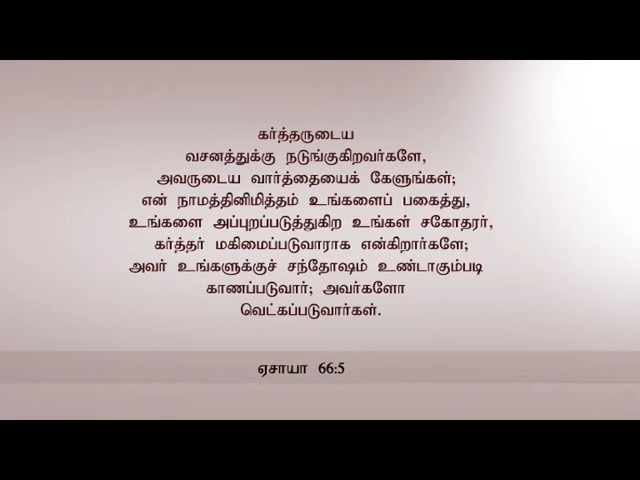 கர்த்தருடைய
வசனத்துக்கு நடுங்குகிறவர்களே,
அவருடைய வார்த்தையைக் கேளுங்கள்;
என் நாமத்தினிமித்தம் உங்களைப் பகைத்து,
உங்களை அப்புறப்படுத்துகிற உங்கள் சகோதரர்,
கர்த்தர் மகிமைப்படுவாராக என்கிறார்களே;
அவர் உங்களுக்குச் சந்தோஷம் உண்டாகும்படி
காணப்படுவார்; அவர்களோ
வெட்கப்படுவார்கள்.
ஏசாயா 66:5